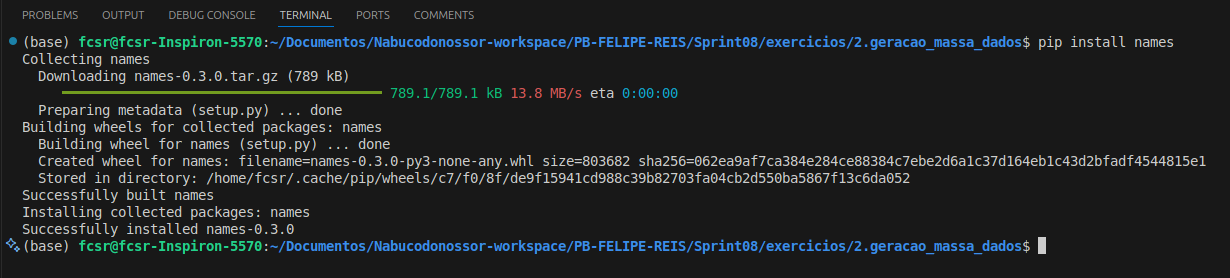 PROBLEMS OUTPUT DEBUG CONSOLE TERMINAL PORTS COMMENTS
(base) fcsr@fcsr-Inspiron-5570:~/Documentos/Nabucodonossor-workspace/PB-FELIPE-REIS/Sprint08/exercicios/2.geracao_massa_dados$ pip install names
Collecting names
  Downloading names-0.3.0.tar.gz (789 kB)
789.1/789.1 kB 13.8 MB/s eta 0:00:00
  Preparing metadata (setup.py) ... done
Building wheels for collected packages: names
  Building wheel for names (setup.py) ... done
  Created wheel for names: filename=names-0.3.0-py3-none-any.whl size=803682 sha256=062ea9af7ca384e284ce88384c7ebe2d6a1c37d164eb1c43d2bfadf4544815e1
  Stored in directory: /home/fcsr/.cache/pip/wheels/c7/f0/8f/de9f15941cd988c39b82703fa04cb2d550ba5867f13c6da052
Successfully built names
Installing collected packages: names
Successfully installed names-0.3.0
(base) fcsr@fcsr-Inspiron-5570:~/Documentos/Nabucodonossor-workspace/PB-FELIPE-REIS/Sprint08/exercicios/2.geracao_massa_dados$